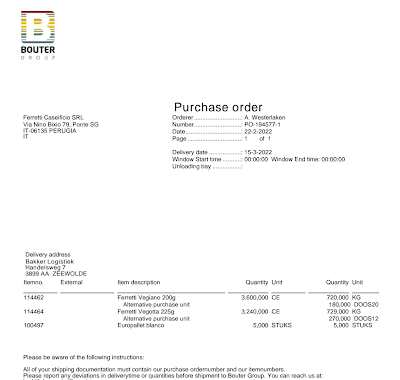 BOUTER
GROUP
Purchase order
Ferretti Caseificio SRL
Via Nino Bixio 79, Ponte SG
IT-06135 PERUGIA
IT
Orderer....................: A. Westerlaken
Number....................: PO-194577-1
Date.........................: 22-2-2022
Page........................: 1 of 1
Delivery date ..................: 15-3-2022
Window Start time ..........: 00:00:00 Window End time: 00:00:00
Unloading bay ................:
Delivery address
Bakker Logistiek
Handelsweg 7
3899 AA ZEEWOLDE
Itemno. External Item description Quantity Unit Quantity Unit
114462 Ferretti Vegiano 200g 3,600,000 CE 720,000 KG
Alternative purchase unit 180,000 DOOS20
114464 Ferretti Vegotta 225g 3,240,000 CE 729,000 KG
Alternative purchase unit 270,000 DOOS12
100497 Europallet blanco 5,000 STUKS 5,000 STUKS
Please be aware of the following instructions:
All of your shipping documentation must contain our purchase ordernumber and our itemnumbers.
Please report any deviations in deliverytime or quantities before shipment to Bouter Group. You can reach us at: